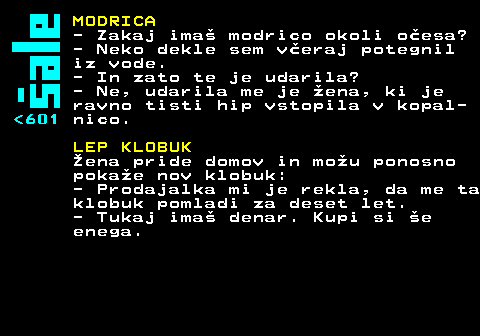 šale
<601
MODRICA
- Zakaj imaš modrico okoli očesa?
- Neko dekle sem včeraj potegnil
iz vode.
- In zato te je udarila?
- Ne, udarila me je žena, ki je
ravno tisti hip vstopila v kopal-
nico.
LEP KLOBUK
Žena pride domov in možu ponosno
pokaže nov klobuk:
- Prodajalka mi je rekla, da me ta
klobuk pomladi za deset let.
- Tukaj imaš denar. Kupi si še
enega.